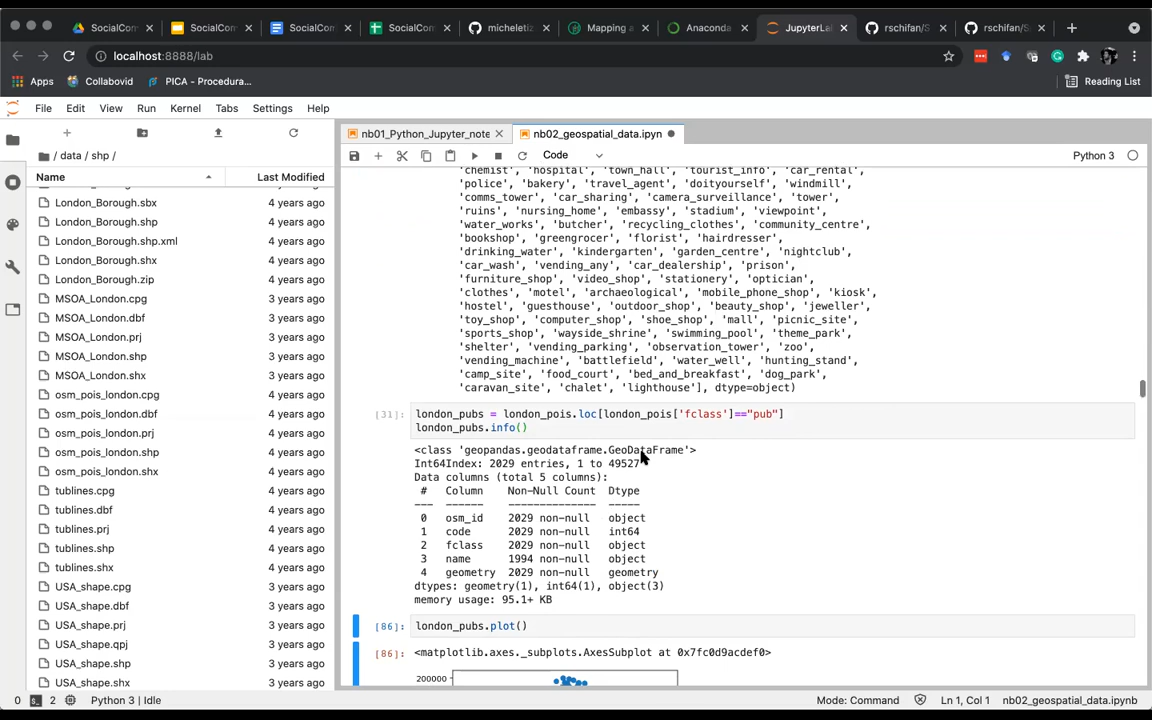 SocialCom
SocialCom
SocialCom
SocialCom
micheletiz
Mapping a
Anaconda
JupyterLab
rschifan/S
rschifan/S
localhost:8888/lab
Apps
Collabovid
PICA - Procedura...
Reading List
File Edit View Run Kernel Tabs Settings Help
nb01_Python_Jupyter_note
nb02_geospatial_data.ipyn
/ data / shp /
Code
Python 3
Name Last Modified
London_Borough.sbx 4 years ago
London_Borough.shp 4 years ago
London_Borough.shp.xml 4 years ago
London_Borough.shx 4 years ago
London_Borough.zip 4 years ago
MSOA_London.cpg 3 years ago
MSOA_London.dbf 3 years ago
MSOA_London.prj 3 years ago
MSOA_London.shp 3 years ago
MSOA_London.shx 3 years ago
osm_pois_london.cpg 4 years ago
osm_pois_london.dbf 4 years ago
osm_pois_london.prj 4 years ago
osm_pois_london.shp 4 years ago
osm_pois_london.shx 4 years ago
tublines.cpg 4 years ago
tublines.dbf 4 years ago
tublines.prj 4 years ago
tublines.shp 4 years ago
tublines.shx 4 years ago
USA_shape.cpg 3 years ago
USA_shape.dbf 3 years ago
USA_shape.prj 3 years ago
USA_shape.qpj 3 years ago
USA_shape.shp 3 years ago
USA_shape.shx 3 years ago
'chemist', 'hospital', 'town_hall', 'tourist_info', 'car_rental',
'police', 'bakery', 'travel_agent', 'doityourself', 'windmill',
'comms_tower', 'car_sharing', 'camera_surveillance', 'tower',
'ruins', 'nursing_home', 'embassy', 'stadium', 'viewpoint',
'water_works', 'butcher', 'recycling_clothes', 'community_centre',
'bookshop', 'greengrocer', 'florist', 'hairdresser',
'drinking_water', 'kindergarten', 'garden_centre', 'nightclub',
'car_wash', 'vending_any', 'car_dealership', 'prison',
'furniture_shop', 'video_shop', 'stationery', 'optician',
'clothes', 'motel', 'archaeological', 'mobile_phone_shop', 'kiosk',
'hostel', 'guesthouse', 'outdoor_shop', 'beauty_shop', 'jeweller',
'toy_shop', 'computer_shop', 'shoe_shop', 'mall', 'picnic_site',
'sports_shop', 'wayside_shrine', 'swimming_pool', 'theme_park',
'shelter', 'vending_parking', 'observation_tower', 'zoo',
'vending_machine', 'battlefield', 'water_well', 'hunting_stand',
'camp_site', 'food_court', 'bed_and_breakfast', 'dog_park',
'caravan_site', 'chalet', 'lighthouse'], dtype=object)
[31]: london_pubs = london_pois.loc[london_pois['fclass']=="pub"]
london_pubs.info()
<class 'geopandas.geodataframe.GeoDataFrame'>
Int64Index: 2029 entries, 1 to 49527
Data columns (total 5 columns):
# Column Non-Null Count Dtype
--- ------ -------------- -----
0 osm_id 2029 non-null object
1 code 2029 non-null int64
2 fclass 2029 non-null object
3 name 1994 non-null object
4 geometry 2029 non-null geometry
dtypes: geometry(1), int64(1), object(3)
memory usage: 95.1+ KB
[86]: london_pubs.plot()
[86]: <matplotlib.axes._subplots.AxesSubplot at 0x7fc0d9acdef0>
200000
0 2 Python 3 | Idle
Mode: Command
Ln 1, Col 1
nb02_geospatial_data.ipynb